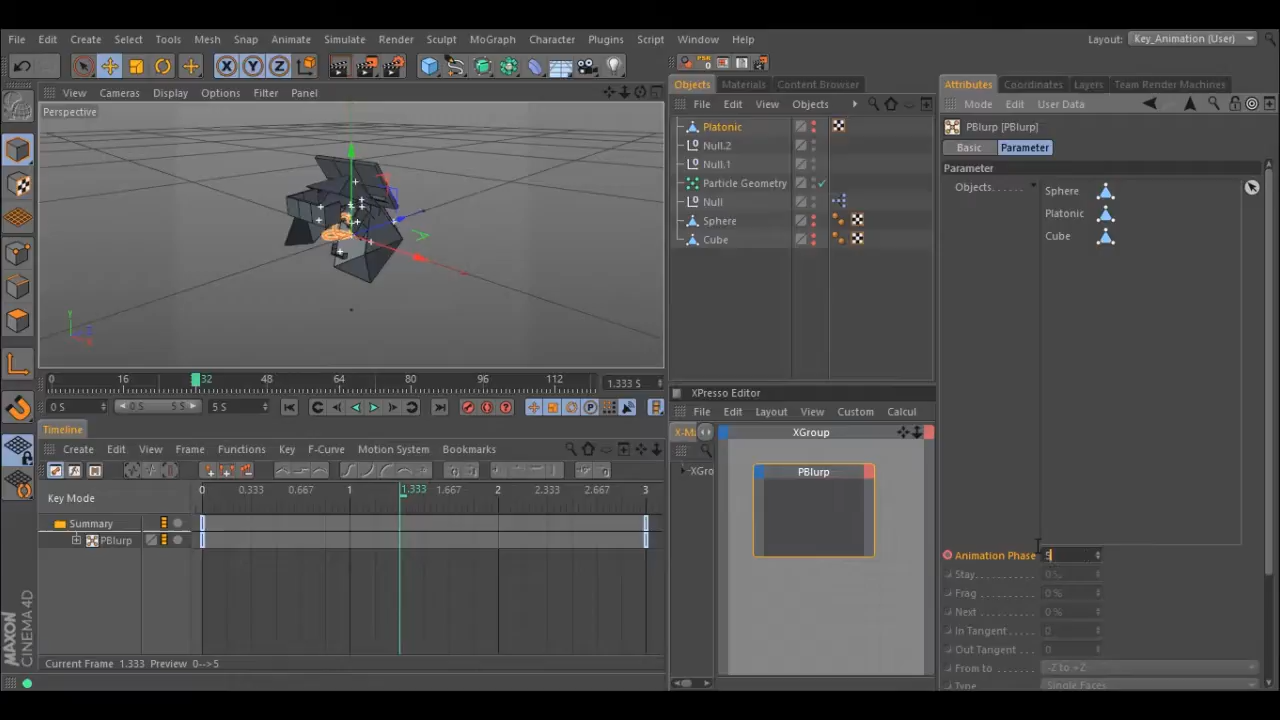 File Edit Create Select Tools Mesh Snap Animate Simulate Render Sculpt MoGraph Character Plugins Script Window Help
Layout: Key_Animation (User)
X Y Z PSR
View Cameras Display Options Filter Panel
Perspective
Y
0 16 32 48 64 80 96 112 1.333 S
0 S 0 S 5 S 5 S
Timeline
Create Edit View Frame Functions Key F-Curve Motion System Bookmarks
Key Mode
0 0.333 0.667 1 1.333 1.667 2 2.333 2.667 3
Summary
PBlurp
Current Frame 1.333 Preview 0-->5
MAXON CINEMA4D
Objects Materials Content Browser
File Edit View Objects
Platonic
Null.2
Null.1
Particle Geometry
Null
Sphere
Cube
XPresso Editor
File Edit Layout View Custom Calcul
X-Ma
XGro
XGroup
PBlurp
Attributes Coordinates Layers Team Render Machines
Mode Edit User Data
PBlurp [PBlurp]
Basic Parameter
Parameter
Objects......
Sphere
Platonic
Cube
Animation Phase 5
Stay.......... 0 %
Frag ......... 0 %
Next ........ 0 %
In Tangent .... 0
Out Tangent .. 0
From to ..... -Z to +Z
Type Single Faces